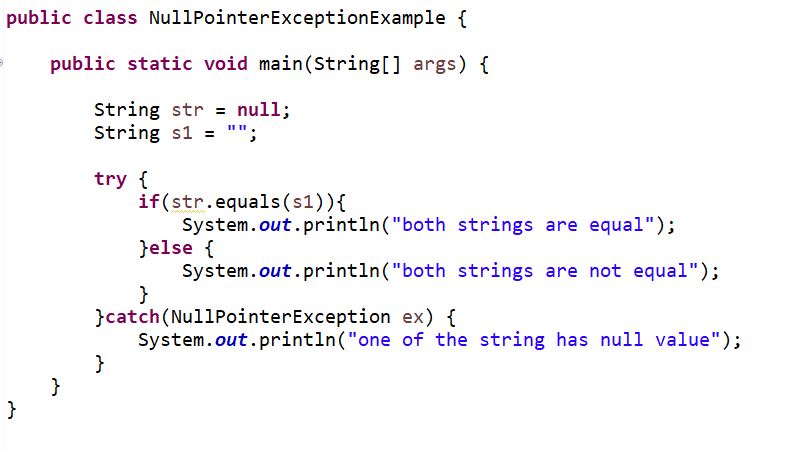 public class NullPointerExceptionExample {
public static void main(String[] args) {
String str = null;
String s1 = "";
try {
if(str.equals(s1)){
System.out.println("both strings are equal");
}else {
System.out.println("both strings are not equal");
}
}catch(NullPointerException ex) {
System.out.println("one of the string has null value");
}
}
}